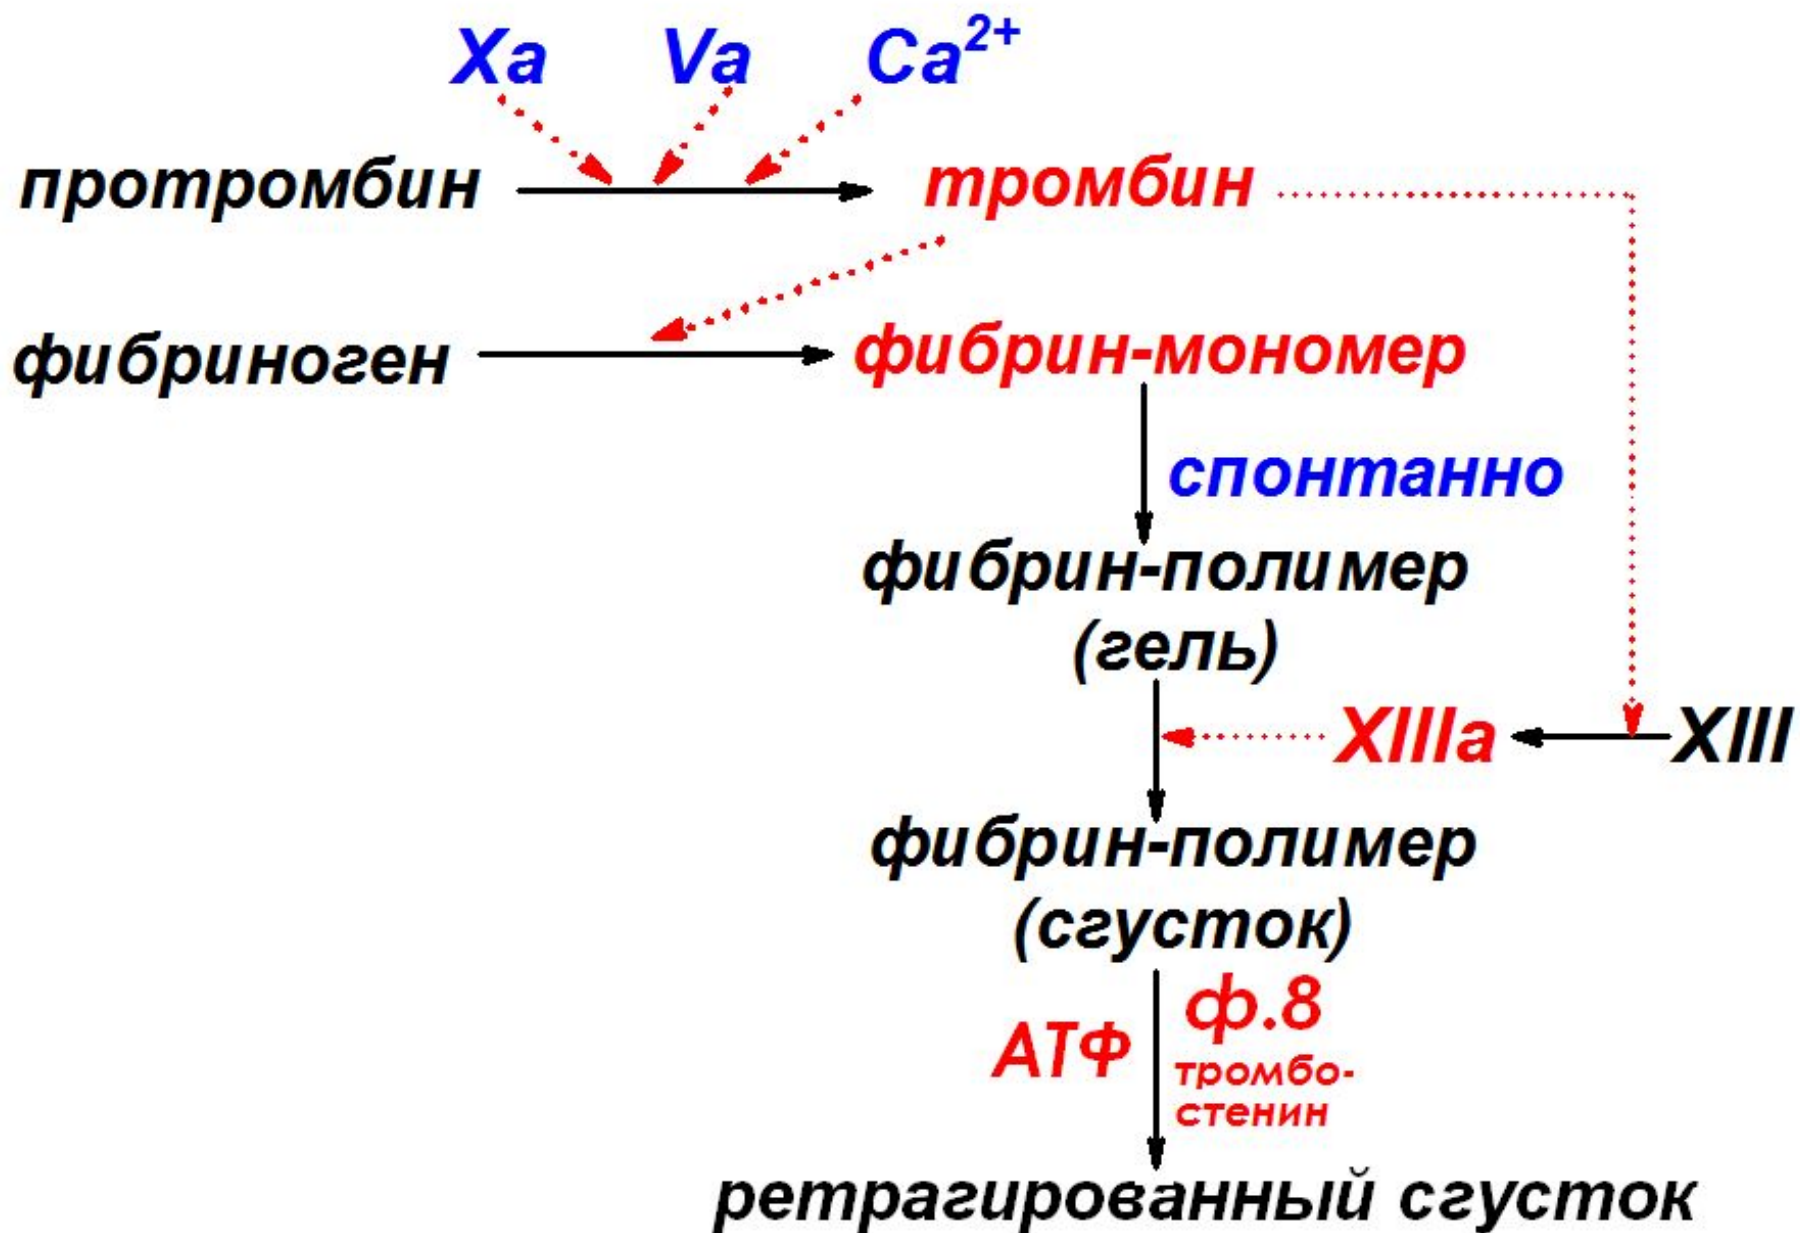 Xa Va Ca²⁺
протромбин тромбин
фибриноген фибрин-мономер
спонтанно
фибрин-полимер
(гель)
XIIIa XIII
фибрин-полимер
(сгусток)
АТФ ф.8
тромбо-
стенин
ретрагированный сгусток